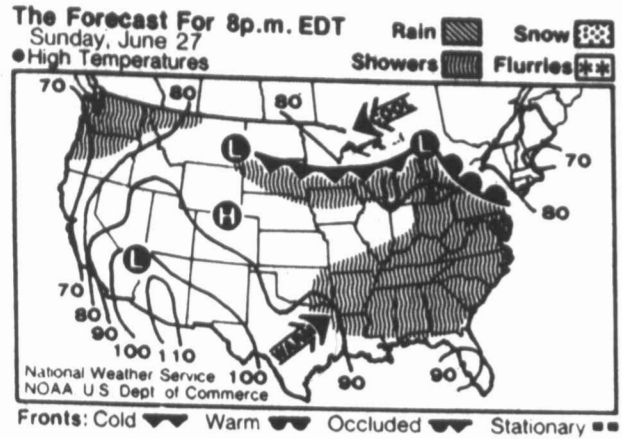 The Forecast For 8p.m. EDT
Sunday, June 27
●High Temperatures
Rain
Snow
Showers
Flurries
70
80
80
COOL
L
L
70
80
H
L
70
80
90
100
110
WARM
100
90
90
National Weather Service
NOAA U S Dept of Commerce
Fronts: Cold Warm Occluded Stationary